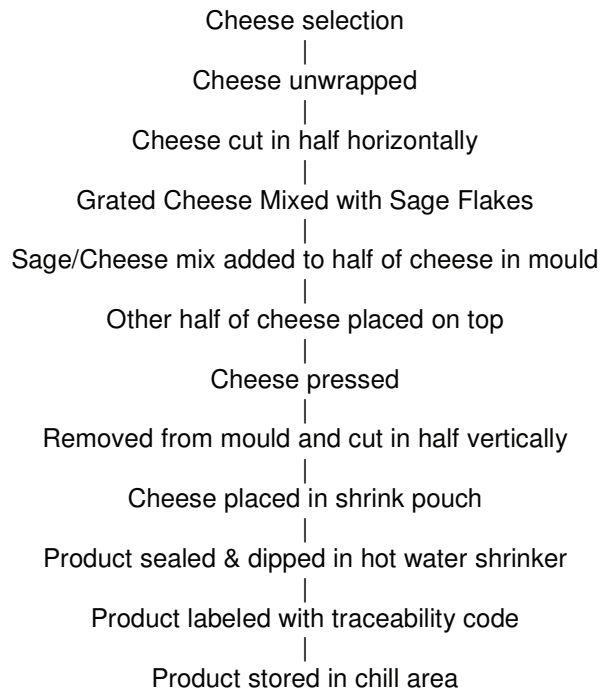 Cheese selection
Cheese unwrapped
Cheese cut in half horizontally
Grated Cheese Mixed with Sage Flakes
Sage/Cheese mix added to half of cheese in mould
Other half of cheese placed on top
Cheese pressed
Removed from mould and cut in half vertically
Cheese placed in shrink pouch
Product sealed & dipped in hot water shrinker
Product labeled with traceability code
Product stored in chill area